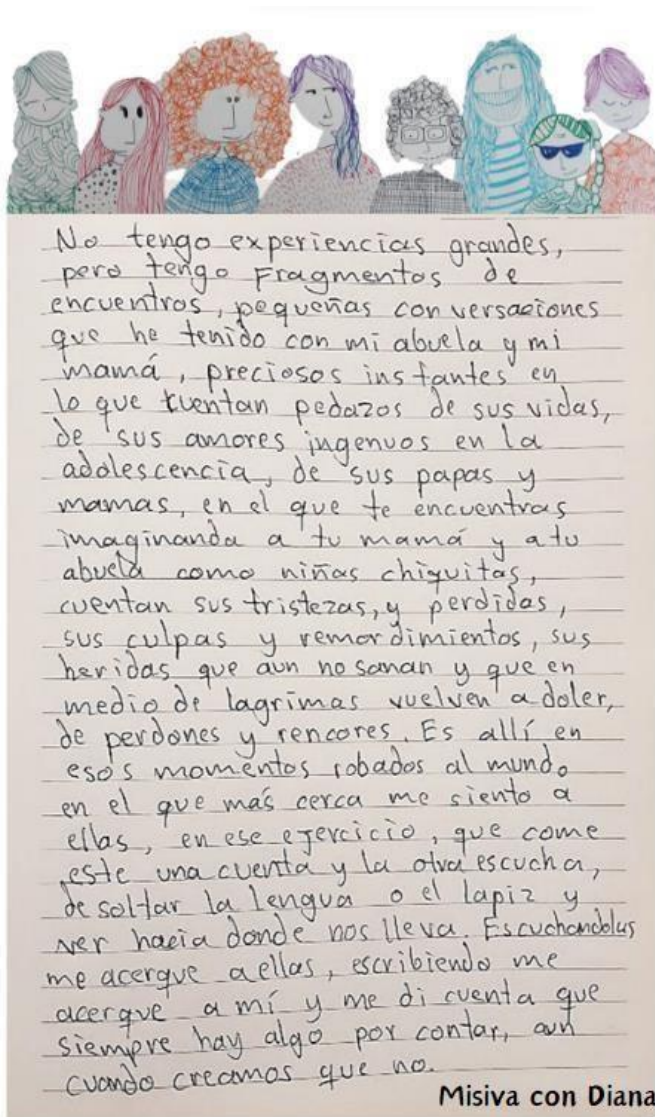 No tengo experiencias grandes,
pero tengo Fragmentos de
encuentros, pequeñas conversaciones
que he tenido con mi abuela y mi
mamá, preciosos instantes en
lo que cuentan pedazos de sus vidas,
de sus amores ingenuos en la
adolescencia, de sus papas y
mamas, en el que te encuentras
imaginanda a tu mamá y a tu
abuela como niñas chiquitas,
cuentan sus tristezas, y perdidas,
sus culpas y remordimientos, sus
heridas que aun no sanan y que en
medio de lagrimas vuelven a doler,
de perdones y rencores. Es allí en
esos momentos robados al mundo
en el que mas cerca me siento a
ellas, en ese ejercicio, que come
este una cuenta y la otra escucha,
de soltar la lengua o el lapiz y
ver hacia donde nos lleva. Escuchandolas
me acerque a ellas, escribiendo me
acerque a mí y me di cuenta que
siempre hay algo por contar, aun
cuando creamos que no.
Misiva con Diana